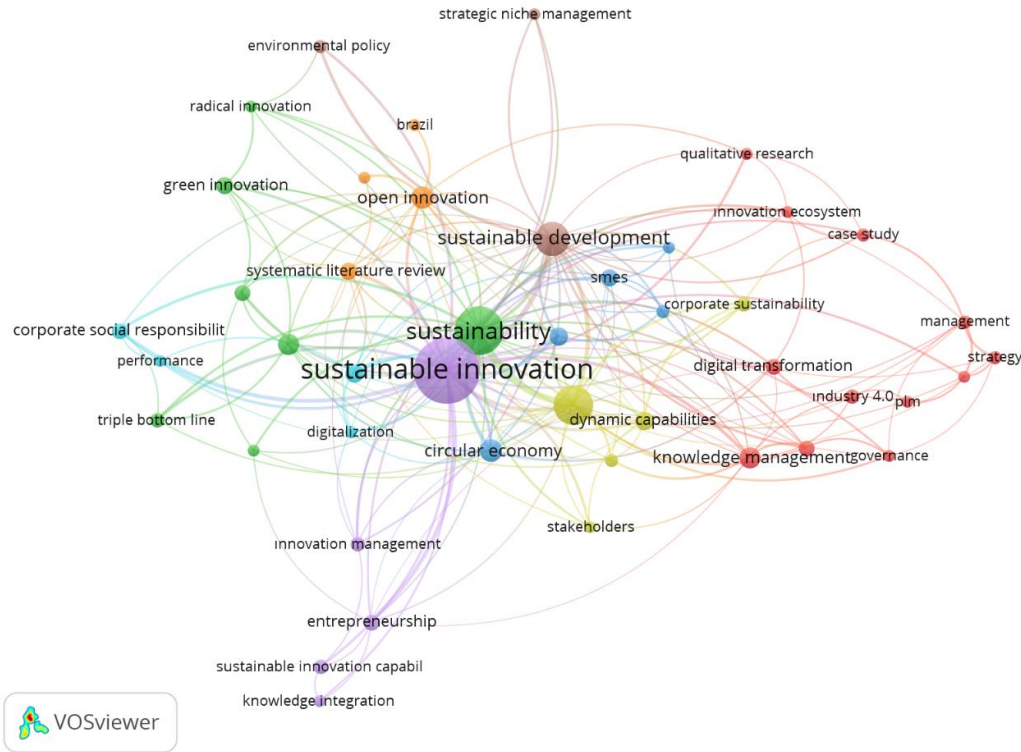 strategic niche management
environmental policy
radical innovation
brazil
qualitative research
green innovation
open innovation
innovation ecosystem
case study
sustainable development
systematic literature review
smes
corporate sustainability
management
corporate social responsibilit
sustainability
performance
sustainable innovation
digital transformation
strategy
industry 4.0
plm
triple bottom line
digitalization
dynamic capabilities
circular economy
knowledge management
governance
stakeholders
innovation management
entrepreneurship
sustainable innovation capabil
knowledge integration
VOSviewer